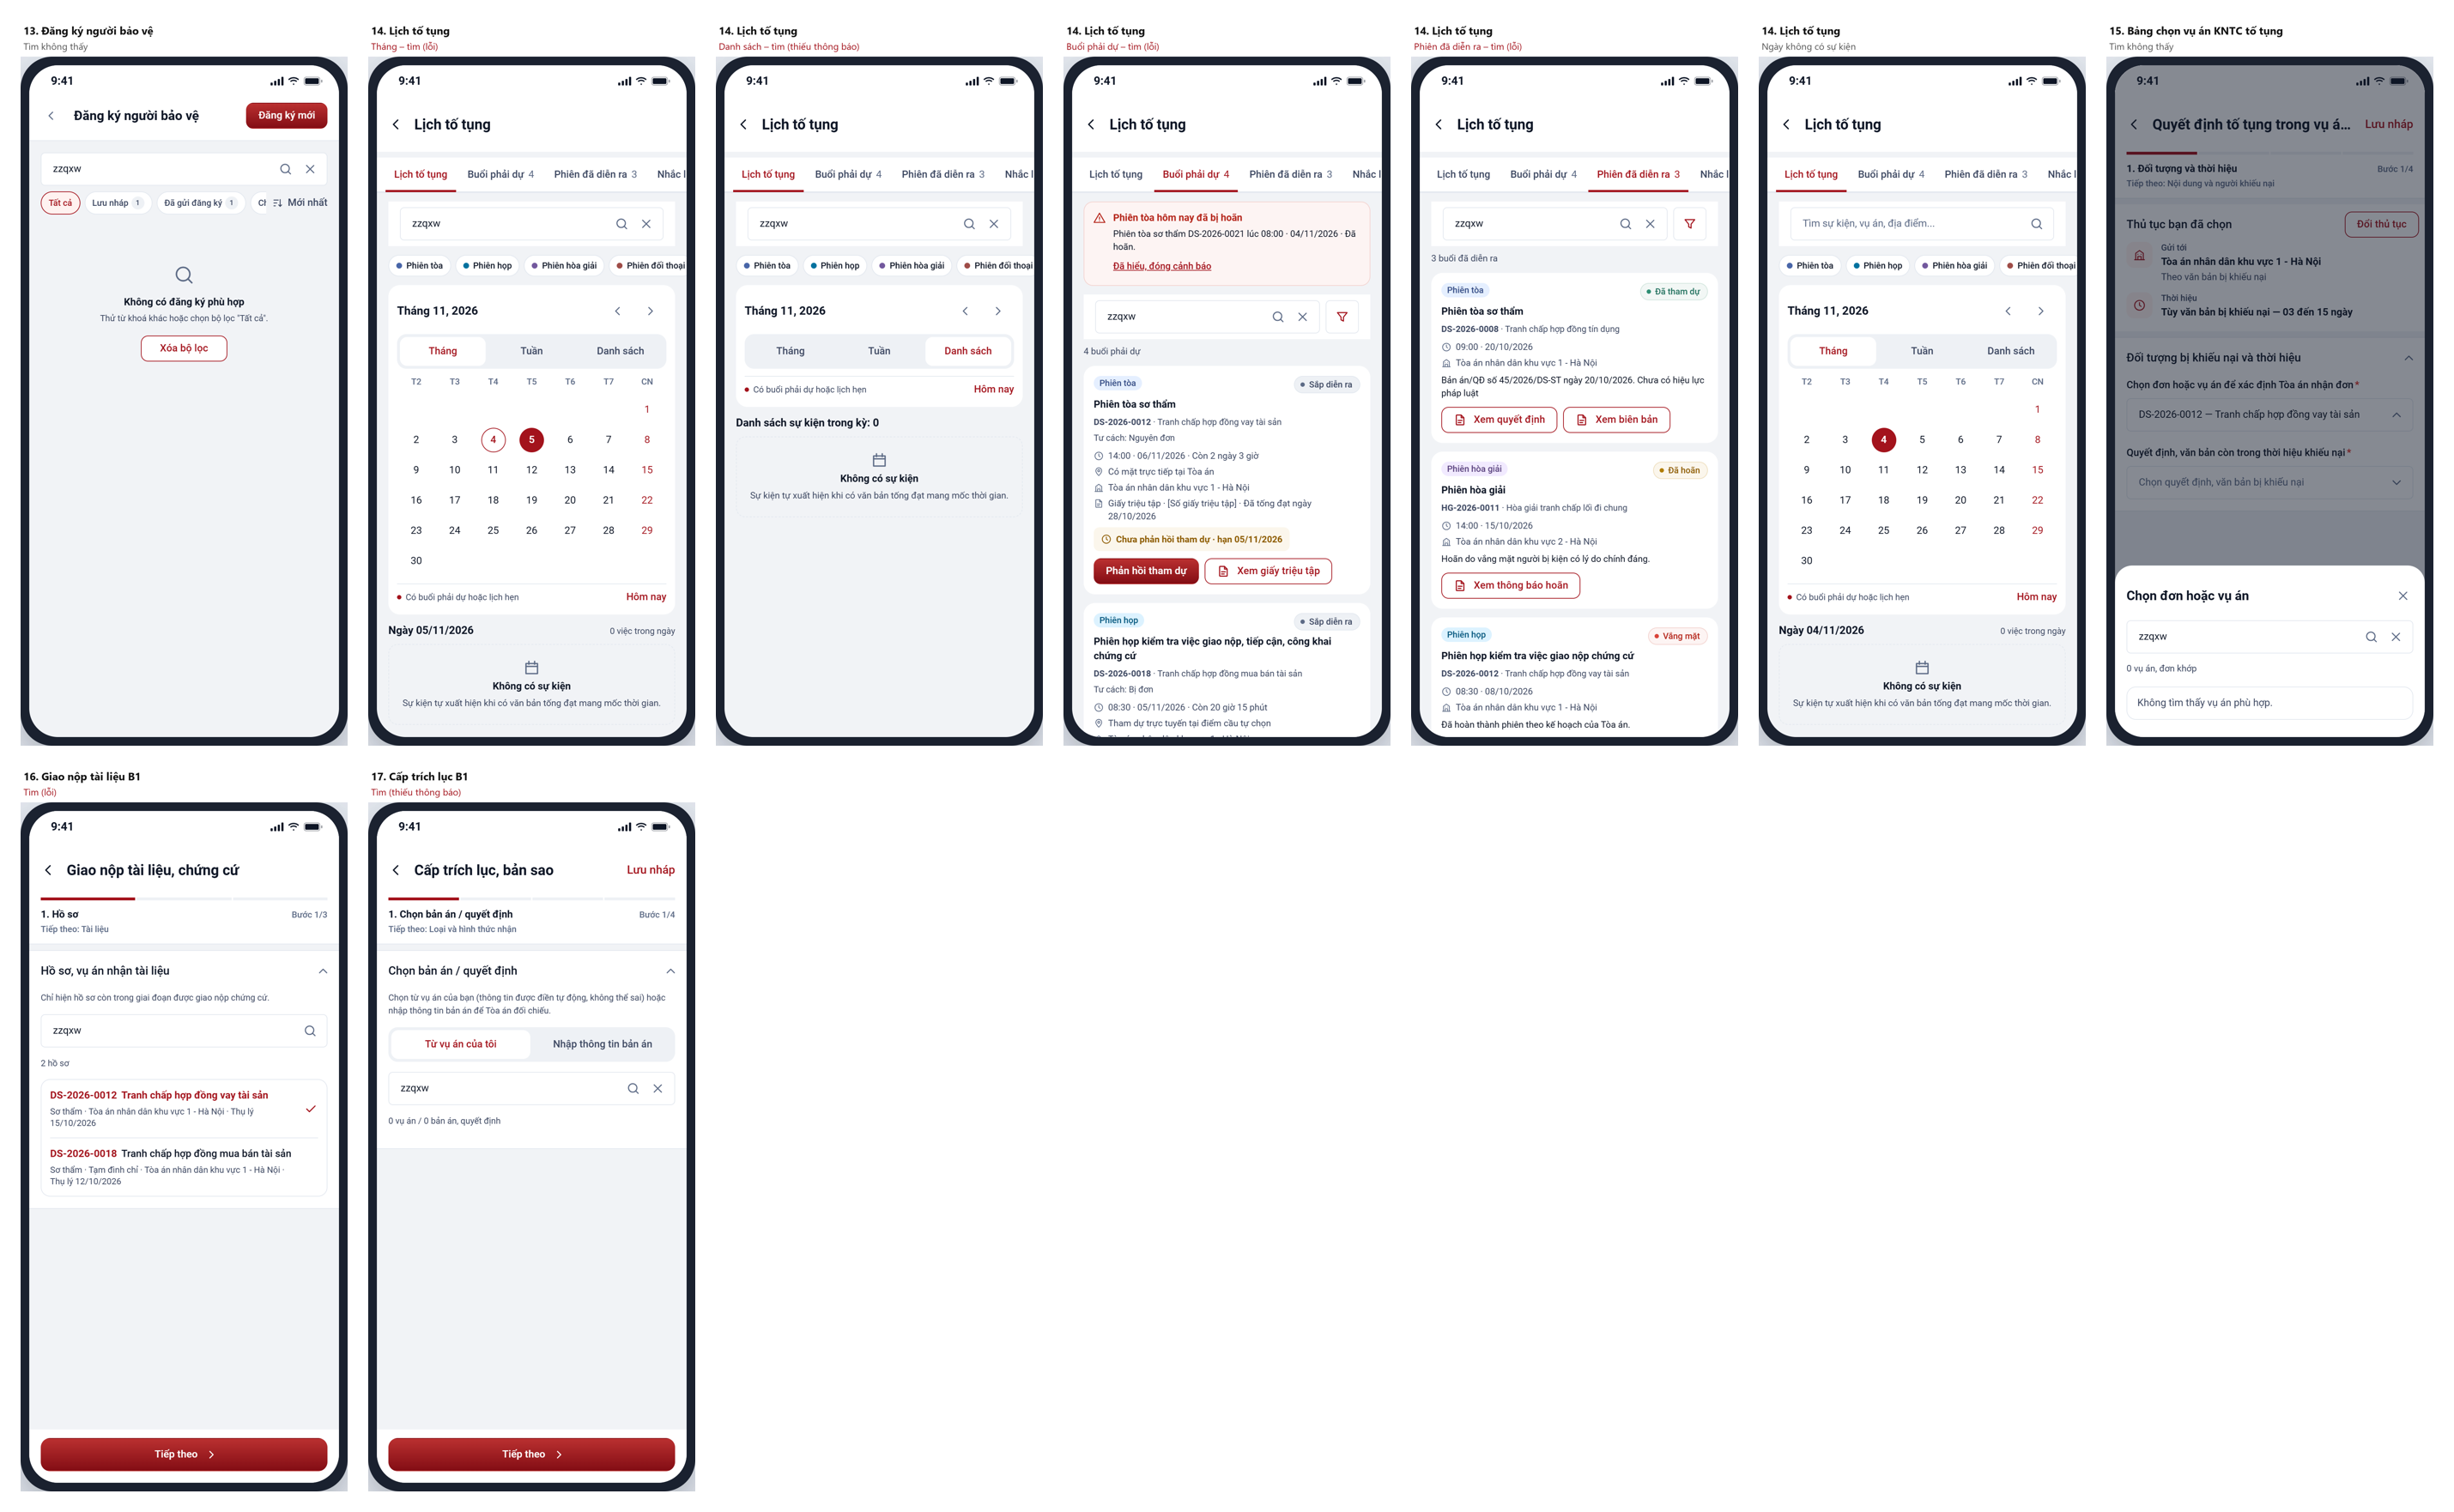 13. Đăng ký người bảo vệ
Tìm không thấy
9:41
Đăng ký người bảo vệ
Đăng ký mới
zzqxw
Tất cả
Lưu nháp 1
Đã gửi đăng ký 1
Mới nhất
Không có đăng ký phù hợp
Thử từ khoá khác hoặc chọn bộ lọc "Tất cả".
Xóa bộ lọc
14. Lịch tố tụng
Tháng – tìm (lỗi)
9:41
Lịch tố tụng
Lịch tố tụng
Buổi phải dự 4
Phiên đã diễn ra 3
Nhắc l
zzqxw
Phiên tòa
Phiên họp
Phiên hòa giải
Phiên đối thoại
Tháng 11, 2026
Tháng
Tuần
Danh sách
T2 T3 T4 T5 T6 T7 CN
1
2 3 4 5 6 7 8
9 10 11 12 13 14 15
16 17 18 19 20 21 22
23 24 25 26 27 28 29
30
Có buổi phải dự hoặc lịch hẹn
Hôm nay
Ngày 05/11/2026
0 việc trong ngày
Không có sự kiện
Sự kiện tự xuất hiện khi có văn bản tống đạt mang mốc thời gian.
14. Lịch tố tụng
Danh sách – tìm (thiếu thông báo)
9:41
Lịch tố tụng
Lịch tố tụng
Buổi phải dự 4
Phiên đã diễn ra 3
Nhắc l
zzqxw
Phiên tòa
Phiên họp
Phiên hòa giải
Phiên đối thoại
Tháng 11, 2026
Tháng
Tuần
Danh sách
Có buổi phải dự hoặc lịch hẹn
Hôm nay
Danh sách sự kiện trong kỳ: 0
Không có sự kiện
Sự kiện tự xuất hiện khi có văn bản tống đạt mang mốc thời gian.
14. Lịch tố tụng
Buổi phải dự – tìm (lỗi)
9:41
Lịch tố tụng
Lịch tố tụng
Buổi phải dự 4
Phiên đã diễn ra 3
Nhắc l
Phiên tòa hôm nay đã bị hoãn
Phiên tòa sơ thẩm DS-2026-0021 lúc 08:00 · 04/11/2026 · Đã
hoãn.
Đã hiểu, đóng cảnh báo
zzqxw
4 buổi phải dự
Phiên tòa
Sắp diễn ra
Phiên tòa sơ thẩm
DS-2026-0012 · Tranh chấp hợp đồng vay tài sản
Tư cách: Nguyên đơn
14:00 · 06/11/2026 · Còn 2 ngày 3 giờ
Có mặt trực tiếp tại Tòa án
Tòa án nhân dân khu vực 1 - Hà Nội
Giấy triệu tập · [Số giấy triệu tập] · Đã tống đạt ngày
28/10/2026
Chưa phản hồi tham dự · hạn 05/11/2026
Phản hồi tham dự
Xem giấy triệu tập
Phiên họp
Sắp diễn ra
Phiên họp kiểm tra việc giao nộp, tiếp cận, công khai
chứng cứ
DS-2026-0018 · Tranh chấp hợp đồng mua bán tài sản
Tư cách: Bị đơn
08:30 · 05/11/2026 · Còn 20 giờ 15 phút
Tham dự trực tuyến tại điểm cầu tự chọn
14. Lịch tố tụng
Phiên đã diễn ra – tìm (lỗi)
9:41
Lịch tố tụng
Lịch tố tụng
Buổi phải dự 4
Phiên đã diễn ra 3
Nhắc l
zzqxw
3 buổi đã diễn ra
Phiên tòa
Đã tham dự
Phiên tòa sơ thẩm
DS-2026-0008 · Tranh chấp hợp đồng tín dụng
09:00 · 20/10/2026
Tòa án nhân dân khu vực 1 - Hà Nội
Bản án/QĐ số 45/2026/DS-ST ngày 20/10/2026. Chưa có hiệu lực
pháp luật
Xem quyết định
Xem biên bản
Phiên hòa giải
Đã hoãn
Phiên hòa giải
HG-2026-0011 · Hòa giải tranh chấp lối đi chung
14:00 · 15/10/2026
Tòa án nhân dân khu vực 2 - Hà Nội
Hoãn do vắng mặt người bị kiện có lý do chính đáng.
Xem thông báo hoãn
Phiên họp
Vắng mặt
Phiên họp kiểm tra việc giao nộp chứng cứ
DS-2026-0012 · Tranh chấp hợp đồng vay tài sản
08:30 · 08/10/2026
Tòa án nhân dân khu vực 1 - Hà Nội
Đã hoàn thành phiên theo kế hoạch của Tòa án.
14. Lịch tố tụng
Ngày không có sự kiện
9:41
Lịch tố tụng
Lịch tố tụng
Buổi phải dự 4
Phiên đã diễn ra 3
Nhắc l
Tìm sự kiện, vụ án, địa điểm...
Phiên tòa
Phiên họp
Phiên hòa giải
Phiên đối thoại
Tháng 11, 2026
Tháng
Tuần
Danh sách
T2 T3 T4 T5 T6 T7 CN
1
2 3 4 5 6 7 8
9 10 11 12 13 14 15
16 17 18 19 20 21 22
23 24 25 26 27 28 29
30
Có buổi phải dự hoặc lịch hẹn
Hôm nay
Ngày 04/11/2026
0 việc trong ngày
Không có sự kiện
Sự kiện tự xuất hiện khi có văn bản tống đạt mang mốc thời gian.
15. Bảng chọn vụ án KNTC tố tụng
Tìm không thấy
9:41
Quyết định tố tụng trong vụ á...
Lưu nháp
1. Đối tượng và thời hiệu
Bước 1/4
Tiếp theo: Nội dung và người khiếu nại
Thủ tục bạn đã chọn
Đổi thủ tục
Gửi tới
Tòa án nhân dân khu vực 1 - Hà Nội
Theo văn bản bị khiếu nại
Thời hiệu
Tùy văn bản bị khiếu nại — 03 đến 15 ngày
Đối tượng bị khiếu nại và thời hiệu
Chọn đơn hoặc vụ án để xác định Tòa án nhận đơn*
DS-2026-0012 — Tranh chấp hợp đồng vay tài sản
Quyết định, văn bản còn trong thời hiệu khiếu nại*
Chọn quyết định, văn bản bị khiếu nại
Chọn đơn hoặc vụ án
zzqxw
0 vụ án, đơn khớp
Không tìm thấy vụ án phù hợp.
16. Giao nộp tài liệu B1
Tìm (lỗi)
9:41
Giao nộp tài liệu, chứng cứ
1. Hồ sơ
Bước 1/3
Tiếp theo: Tài liệu
Hồ sơ, vụ án nhận tài liệu
Chỉ hiện hồ sơ còn trong giai đoạn được giao nộp chứng cứ.
zzqxw
2 hồ sơ
DS-2026-0012 Tranh chấp hợp đồng vay tài sản
Sơ thẩm · Tòa án nhân dân khu vực 1 - Hà Nội · Thụ lý
15/10/2026
DS-2026-0018 Tranh chấp hợp đồng mua bán tài sản
Sơ thẩm · Tạm đình chỉ · Tòa án nhân dân khu vực 1 - Hà Nội ·
Thụ lý 12/10/2026
Tiếp theo
17. Cấp trích lục B1
Tìm (thiếu thông báo)
9:41
Cấp trích lục, bản sao
Lưu nháp
1. Chọn bản án / quyết định
Bước 1/4
Tiếp theo: Loại và hình thức nhận
Chọn bản án / quyết định
Chọn từ vụ án của bạn (thông tin được điền tự động, không thể sai) hoặc
nhập thông tin bản án để Tòa án đối chiếu.
Từ vụ án của tôi
Nhập thông tin bản án
zzqxw
0 vụ án / 0 bản án, quyết định
Tiếp theo